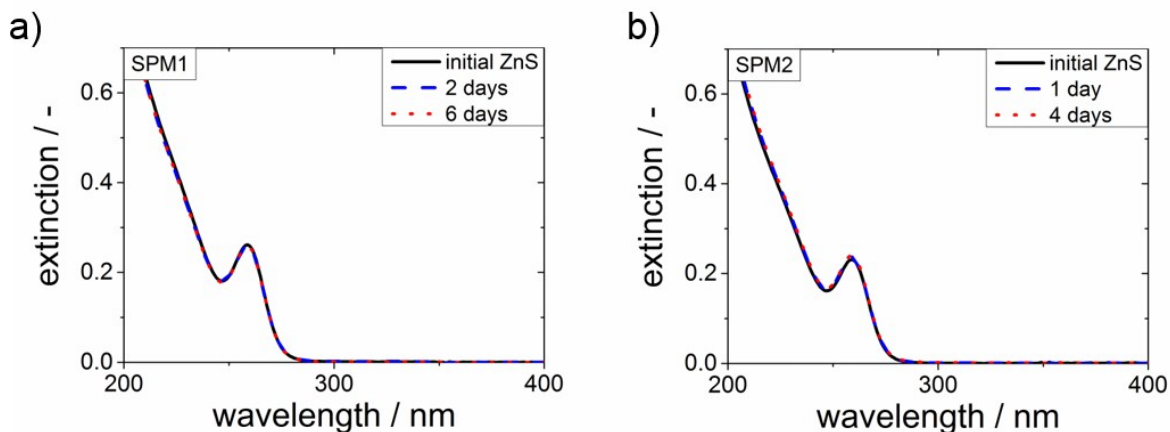 a)
SPM1
initial ZnS
2 days
6 days
extinction / -
0.6
0.4
0.2
0.0
200
300
400
wavelength / nm
b)
SPM2
initial ZnS
1 day
4 days
extinction / -
0.6
0.4
0.2
0.0
200
300
400
wavelength / nm